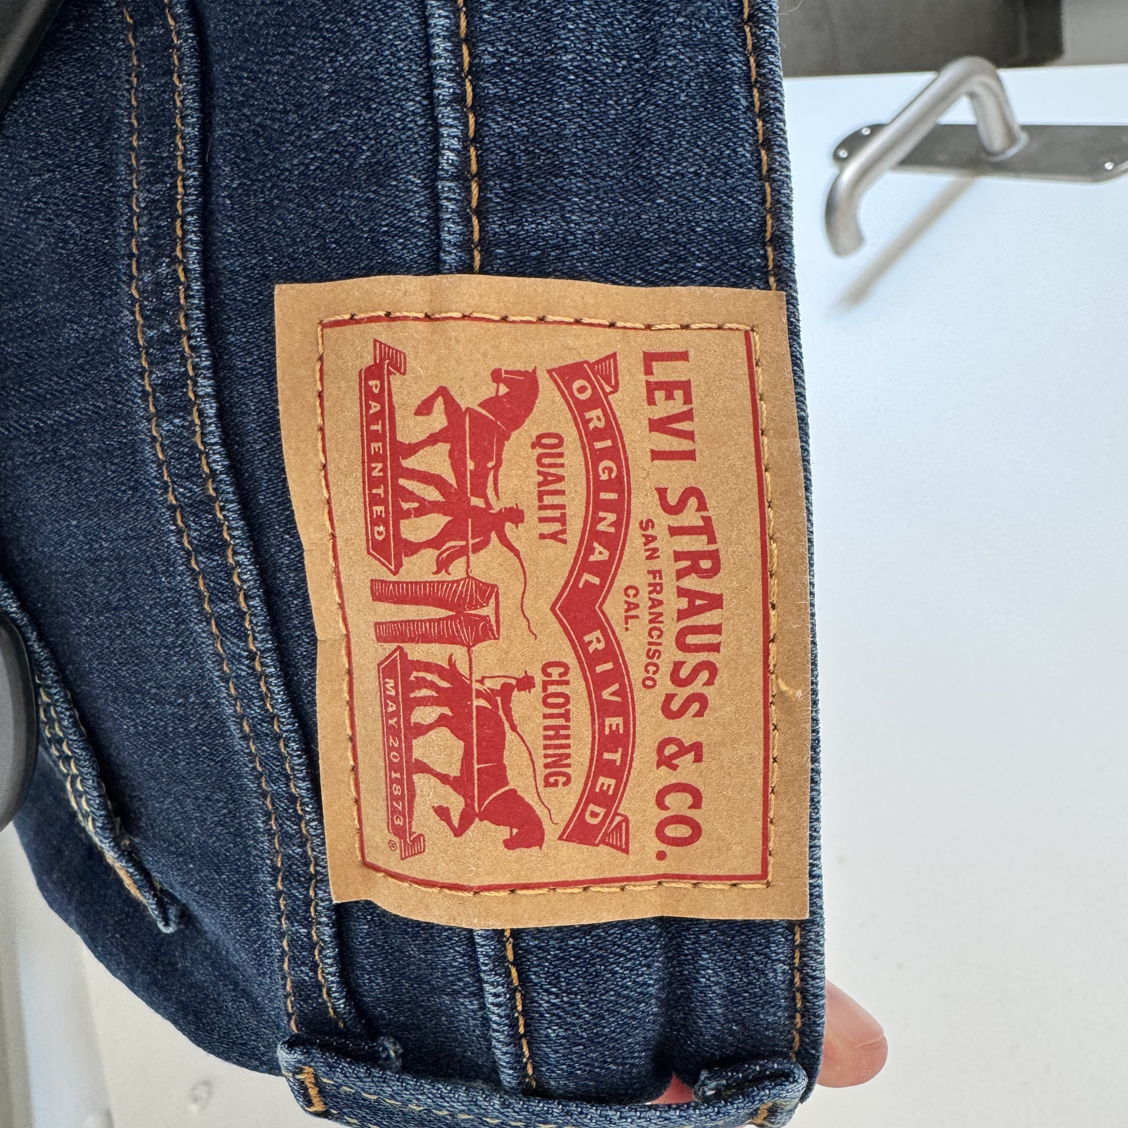 LEVI STRAUSS & CO.
SAN FRANCISCO
CAL.
ORIGINAL RIVETED
QUALITY CLOTHING
PATENTED
MAY 20 1873
®